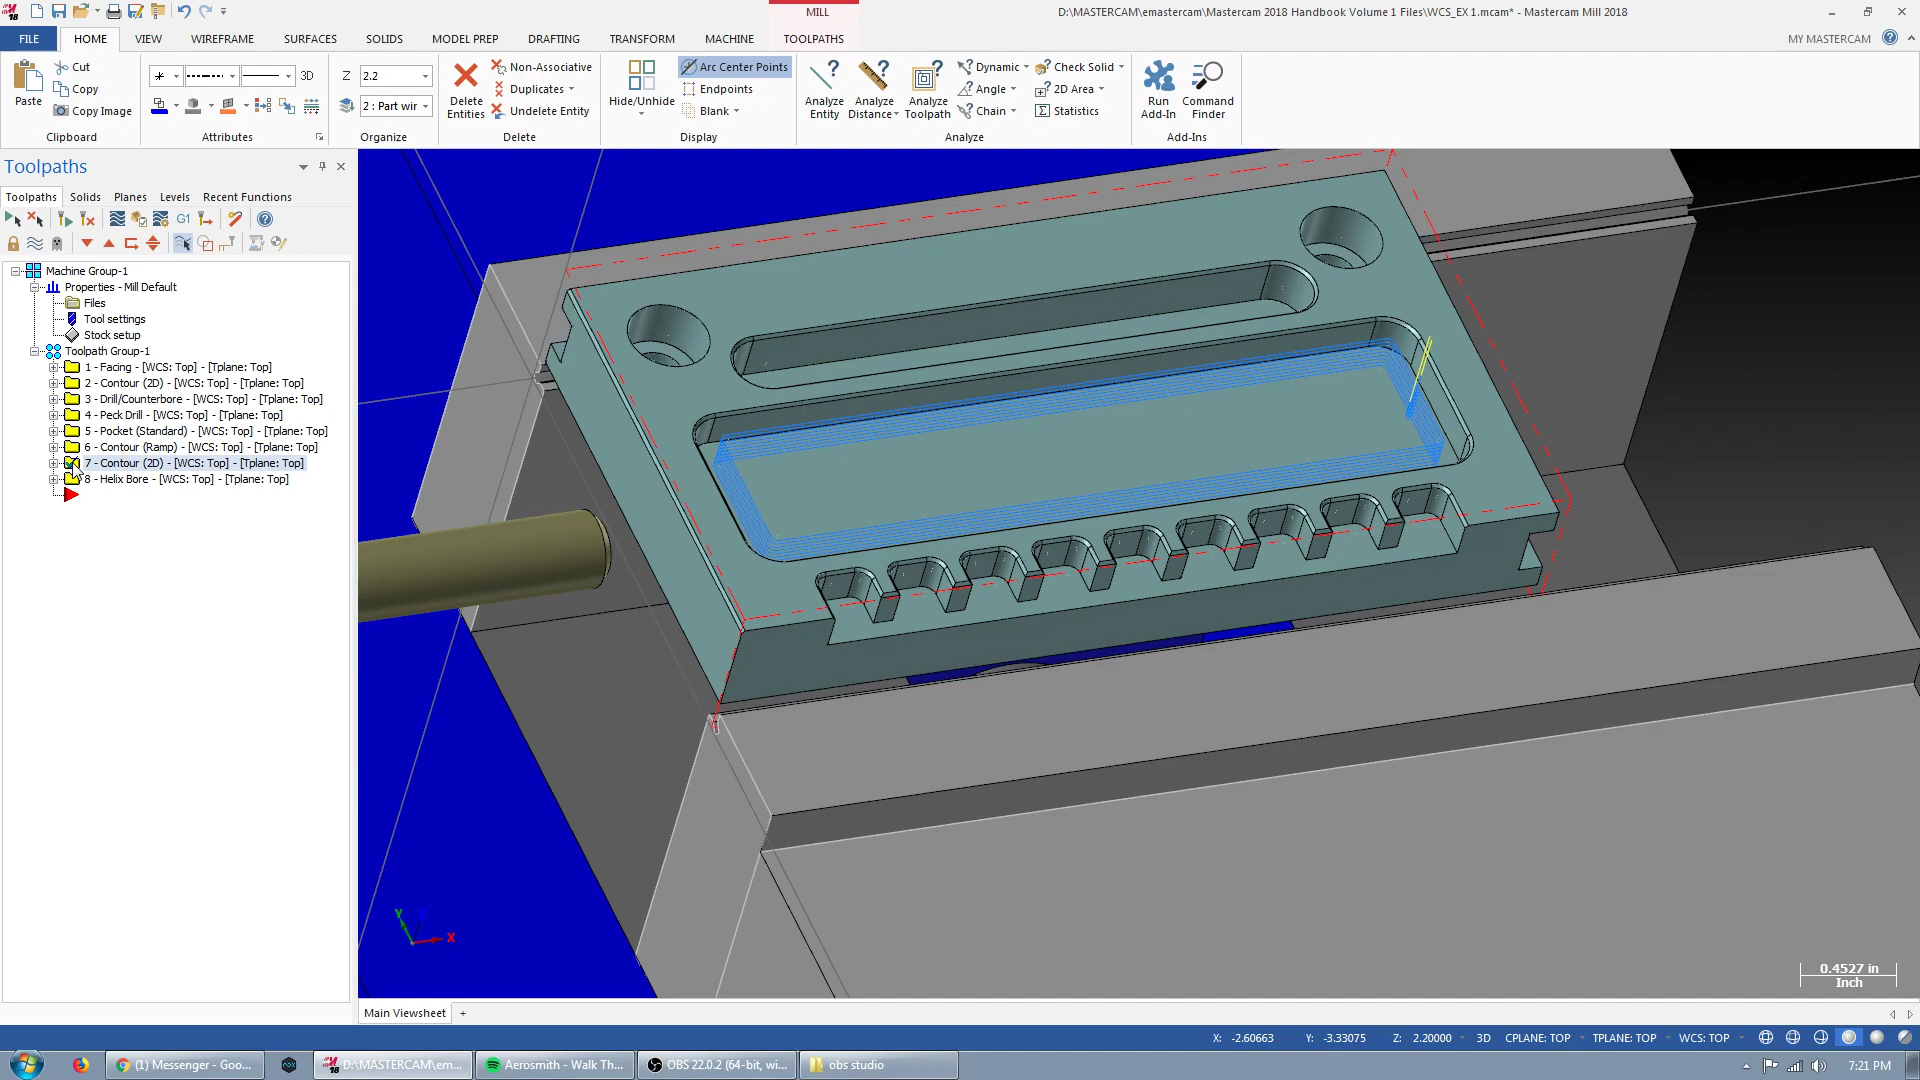 MILL
D:\MASTERCAM\emastercam\Mastercam 2018 Handbook Volume 1 Files\WCS_EX 1.mcam* - Mastercam Mill 2018
FILE HOME VIEW WIREFRAME SURFACES SOLIDS MODEL PREP DRAFTING TRANSFORM MACHINE TOOLPATHS MY MASTERCAM
Paste
Cut
Copy
Copy Image
Clipboard
3D
Attributes
Z 2.2
2 : Part wir
Organize
Delete Entities
Non-Associative
Duplicates
Undelete Entity
Delete
Hide/Unhide
Arc Center Points
Endpoints
Blank
Display
Analyze Entity
Analyze Distance
Analyze Toolpath
Dynamic
Angle
Chain
Check Solid
2D Area
Statistics
Analyze
Run Add-In
Command Finder
Add-Ins
Toolpaths
Toolpaths Solids Planes Levels Recent Functions
G1
Machine Group-1
Properties - Mill Default
Files
Tool settings
Stock setup
Toolpath Group-1
1 - Facing - [WCS: Top] - [Tplane: Top]
2 - Contour (2D) - [WCS: Top] - [Tplane: Top]
3 - Drill/Counterbore - [WCS: Top] - [Tplane: Top]
4 - Peck Drill - [WCS: Top] - [Tplane: Top]
5 - Pocket (Standard) - [WCS: Top] - [Tplane: Top]
6 - Contour (Ramp) - [WCS: Top] - [Tplane: Top]
7 - Contour (2D) - [WCS: Top] - [Tplane: Top]
8 - Helix Bore - [WCS: Top] - [Tplane: Top]
Y
X
0.4527 in
Inch
Main Viewsheet +
X: -2.60663 Y: -3.33075 Z: 2.20000 3D CPLANE: TOP TPLANE: TOP WCS: TOP
(1) Messenger - Goo...
D:\MASTERCAM\em...
Aerosmith - Walk Th...
OBS 22.0.2 (64-bit, wi...
obs studio
7:21 PM